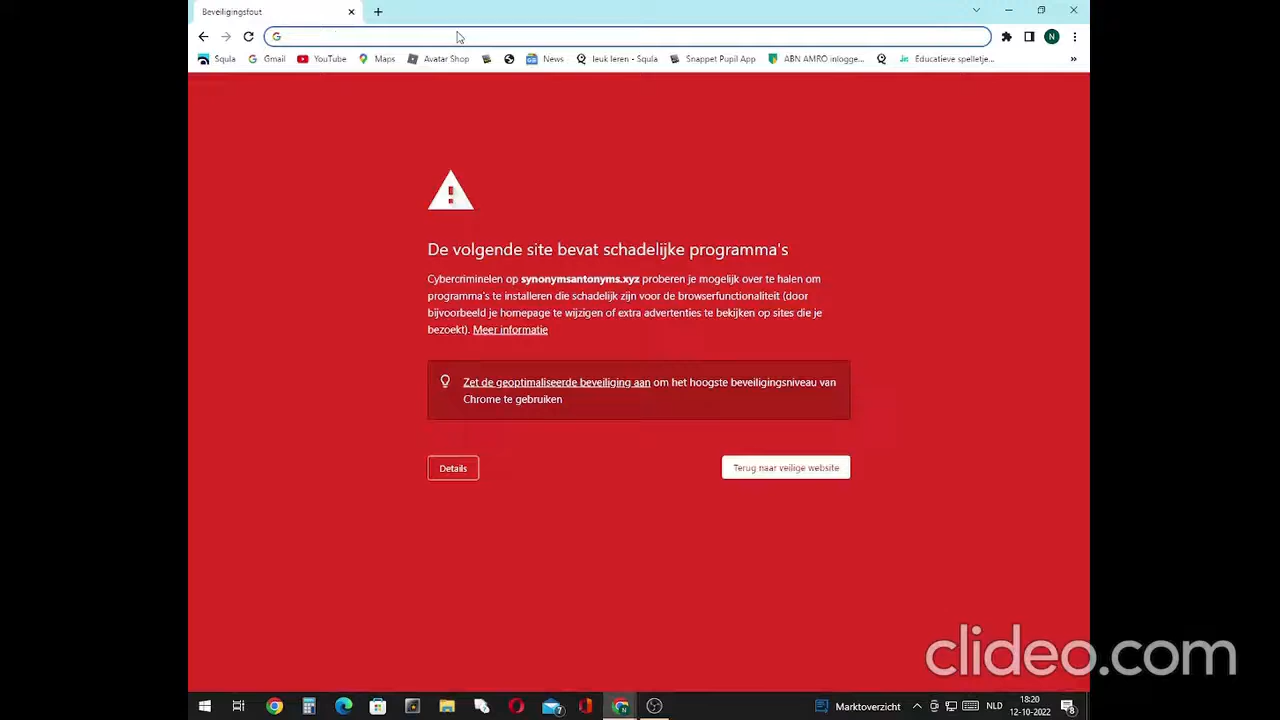 Beveiligingsfout
G
N
Squla
Gmail
YouTube
Maps
Avatar Shop
News
leuk leren - Squla
Snappet Pupil App
ABN AMRO inlogge...
Educatieve spelletje...
»
De volgende site bevat schadelijke programma's
Cybercriminelen op synonymsantonyms.xyz proberen je mogelijk over te halen om
programma's te installeren die schadelijk zijn voor de browserfunctionaliteit (door
bijvoorbeeld je homepage te wijzigen of extra advertenties te bekijken op sites die je
bezoekt). Meer informatie
Zet de geoptimaliseerde beveiliging aan om het hoogste beveiligingsniveau van
Chrome te gebruiken
Details
Terug naar veilige website
clideo.com
Marktoverzicht
NLD
18:20
12-10-2022